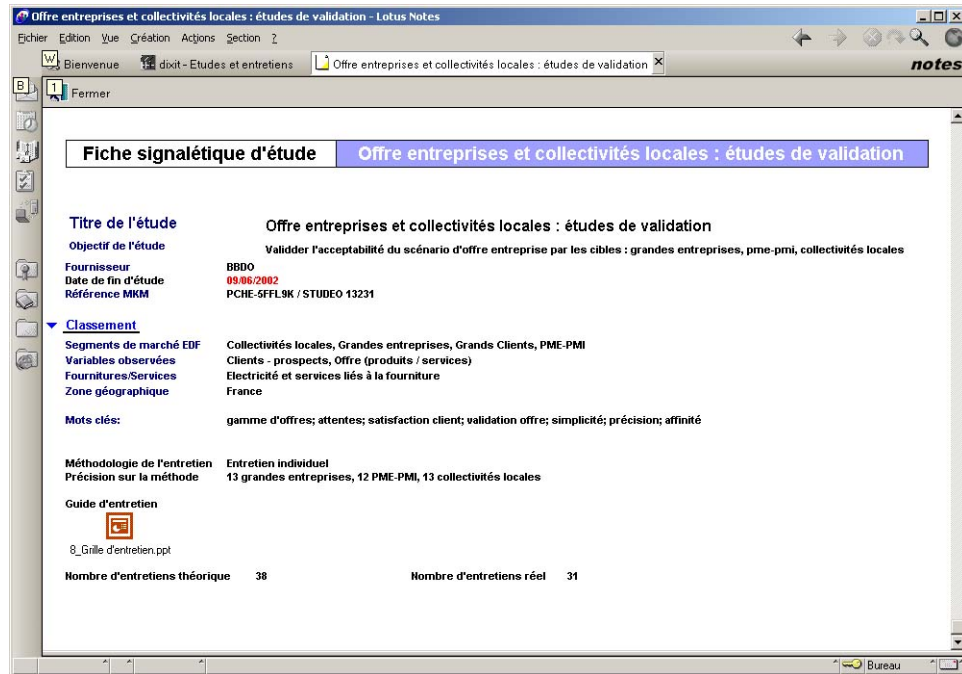 Offre entreprises et collectivités locales : études de validation - Lotus Notes
Fichier Edition Vue Création Actions Section ?
W Bienvenue dixit - Etudes et entretiens Offre entreprises et collectivités locales : études de validation notes
B 1 Fermer
Fiche signalétique d'étude Offre entreprises et collectivités locales : études de validation
Titre de l'étude Offre entreprises et collectivités locales : études de validation
Objectif de l'étude Validder l'acceptabilité du scénario d'offre entreprise par les cibles : grandes entreprises, pme-pmi, collectivités locales
Fournisseur BBDO
Date de fin d'étude 09/06/2002
Référence MKM PCHE-5FFL9K / STUDEO 13231
Classement
Segments de marché EDF Collectivités locales, Grandes entreprises, Grands Clients, PME-PMI
Variables observées Clients - prospects, Offre (produits / services)
Fournitures/Services Electricité et services liés à la fourniture
Zone géographique France
Mots clés: gamme d'offres; attentes; satisfaction client; validation offre; simplicité; précision; affinité
Méthodologie de l'entretien Entretien individuel
Précision sur la méthode 13 grandes entreprises, 12 PME-PMI, 13 collectivités locales
Guide d'entretien
8_Grille d'entretien.ppt
Nombre d'entretiens théorique 38 Nombre d'entretiens réel 31
Bureau